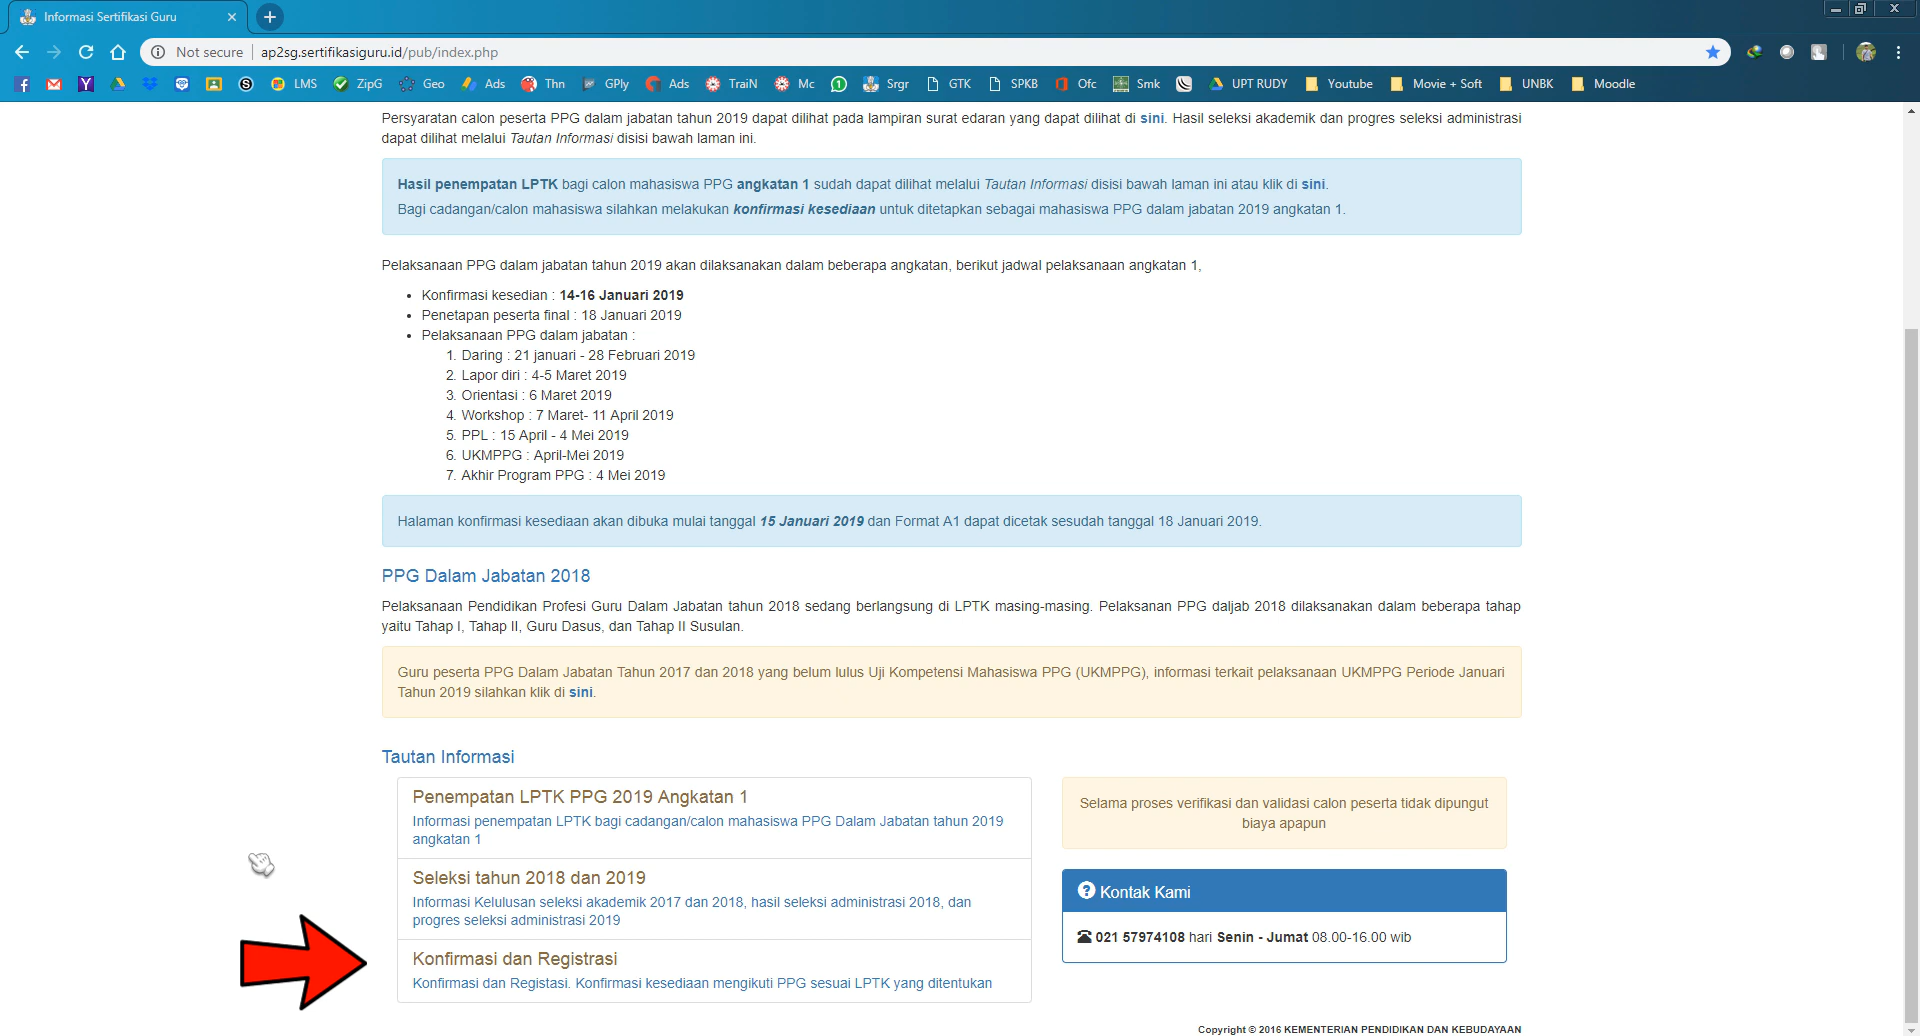 Informasi Sertifikasi Guru
Not secure
ap2sg.sertifikasiguru.id/pub/index.php
LMS ZipG Geo Ads Thn GPly Ads TraiN Mc Srgr GTK SPKB Ofc Smk UPT RUDY Youtube Movie + Soft UNBK Moodle
Persyaratan calon peserta PPG dalam jabatan tahun 2019 dapat dilihat pada lampiran surat edaran yang dapat dilihat di sini. Hasil seleksi akademik dan progres seleksi administrasi
dapat dilihat melalui Tautan Informasi disisi bawah laman ini.
Hasil penempatan LPTK bagi calon mahasiswa PPG angkatan 1 sudah dapat dilihat melalui Tautan Informasi disisi bawah laman ini atau klik di sini.
Bagi cadangan/calon mahasiswa silahkan melakukan konfirmasi kesediaan untuk ditetapkan sebagai mahasiswa PPG dalam jabatan 2019 angkatan 1.
Pelaksanaan PPG dalam jabatan tahun 2019 akan dilaksanakan dalam beberapa angkatan, berikut jadwal pelaksanaan angkatan 1,
• Konfirmasi kesedian : 14-16 Januari 2019
• Penetapan peserta final : 18 Januari 2019
• Pelaksanaan PPG dalam jabatan :
1. Daring : 21 januari - 28 Februari 2019
2. Lapor diri : 4-5 Maret 2019
3. Orientasi : 6 Maret 2019
4. Workshop : 7 Maret- 11 April 2019
5. PPL : 15 April - 4 Mei 2019
6. UKMPPG : April-Mei 2019
7. Akhir Program PPG : 4 Mei 2019
Halaman konfirmasi kesediaan akan dibuka mulai tanggal 15 Januari 2019 dan Format A1 dapat dicetak sesudah tanggal 18 Januari 2019.
PPG Dalam Jabatan 2018
Pelaksanaan Pendidikan Profesi Guru Dalam Jabatan tahun 2018 sedang berlangsung di LPTK masing-masing. Pelaksanan PPG daljab 2018 dilaksanakan dalam beberapa tahap
yaitu Tahap I, Tahap II, Guru Dasus, dan Tahap II Susulan.
Guru peserta PPG Dalam Jabatan Tahun 2017 dan 2018 yang belum lulus Uji Kompetensi Mahasiswa PPG (UKMPPG), informasi terkait pelaksanaan UKMPPG Periode Januari
Tahun 2019 silahkan klik di sini.
Tautan Informasi
Penempatan LPTK PPG 2019 Angkatan 1
Informasi penempatan LPTK bagi cadangan/calon mahasiswa PPG Dalam Jabatan tahun 2019
angkatan 1
Seleksi tahun 2018 dan 2019
Informasi Kelulusan seleksi akademik 2017 dan 2018, hasil seleksi administrasi 2018, dan
progres seleksi administrasi 2019
Konfirmasi dan Registrasi
Konfirmasi dan Registasi. Konfirmasi kesediaan mengikuti PPG sesuai LPTK yang ditentukan
Selama proses verifikasi dan validasi calon peserta tidak dipungut
biaya apapun
Kontak Kami
021 57974108 hari Senin - Jumat 08.00-16.00 wib
Copyright © 2016 KEMENTERIAN PENDIDIKAN DAN KEBUDAYAAN